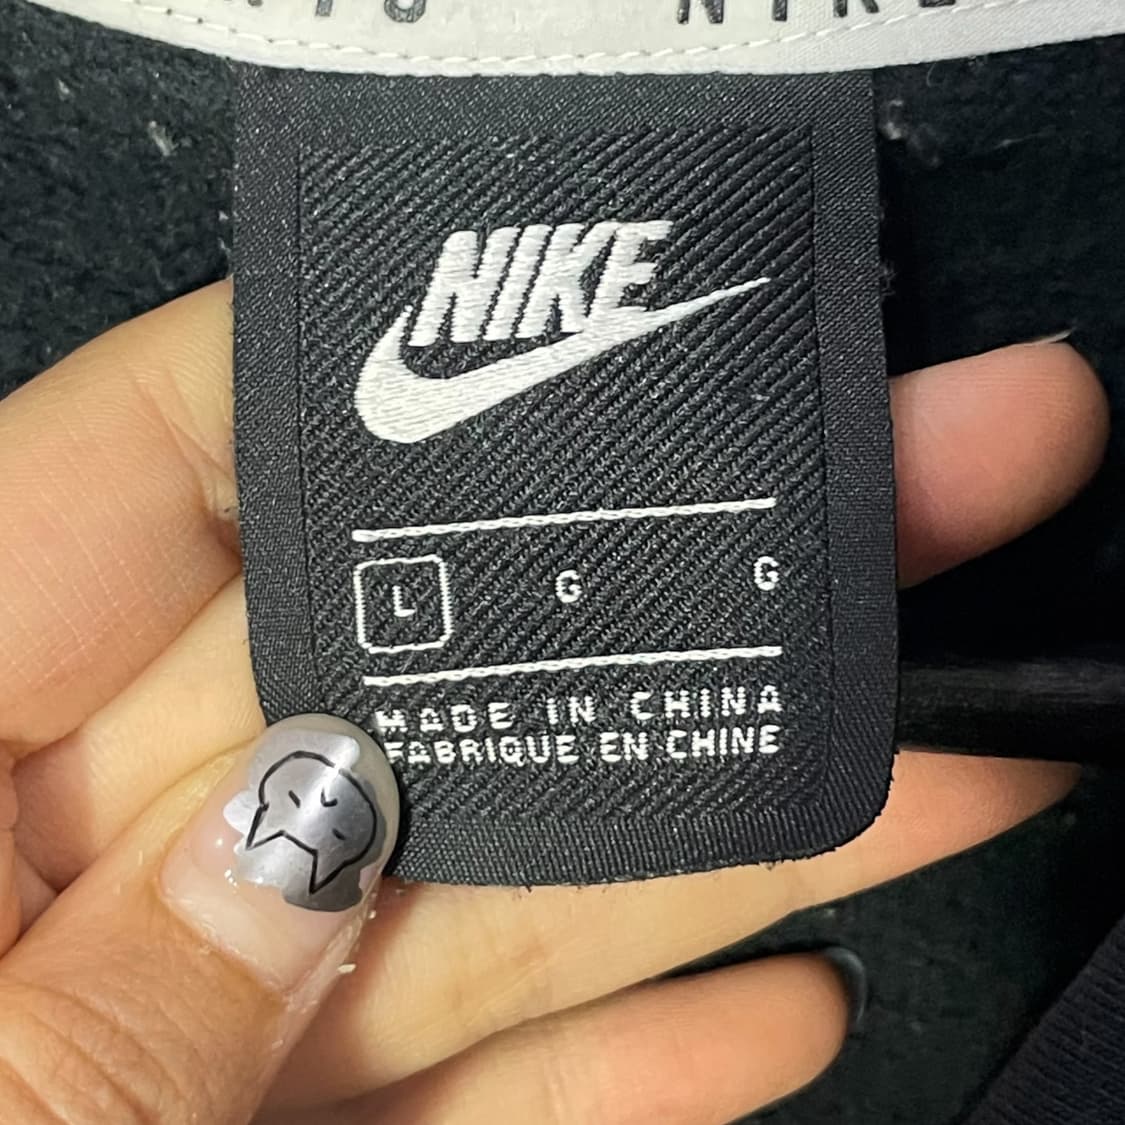 NIKE
L G G
MADE IN CHINA
FABRIQUE EN CHINE